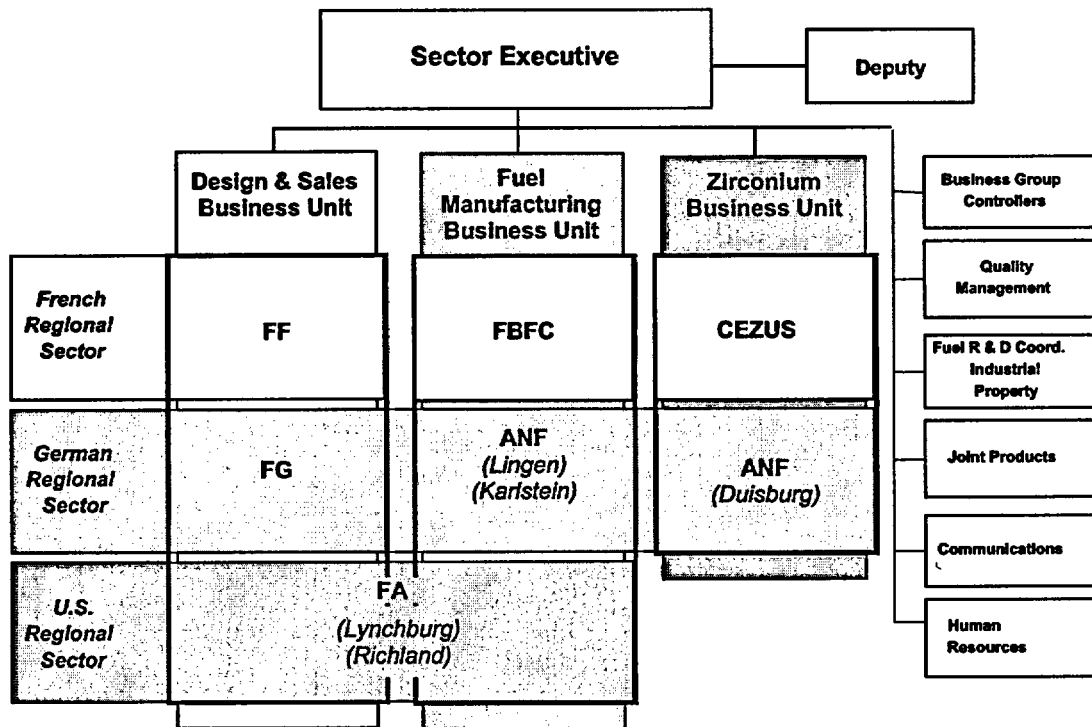 Sector Executive
Deputy
Design & Sales
Business Unit
Fuel
Manufacturing
Business Unit
Zirconium
Business Unit
Business Group
Controllers
Quality
Management
Fuel R & D Coord.
Industrial
Property
Joint Products
Communications
Human
Resources
French
Regional
Sector
FF
FBFC
CEZUS
German
Regional
Sector
FG
ANF
(Lingen)
(Karlstein)
ANF
(Duisburg)
U.S.
Regional
Sector
FA
(Lynchburg)
(Richland)